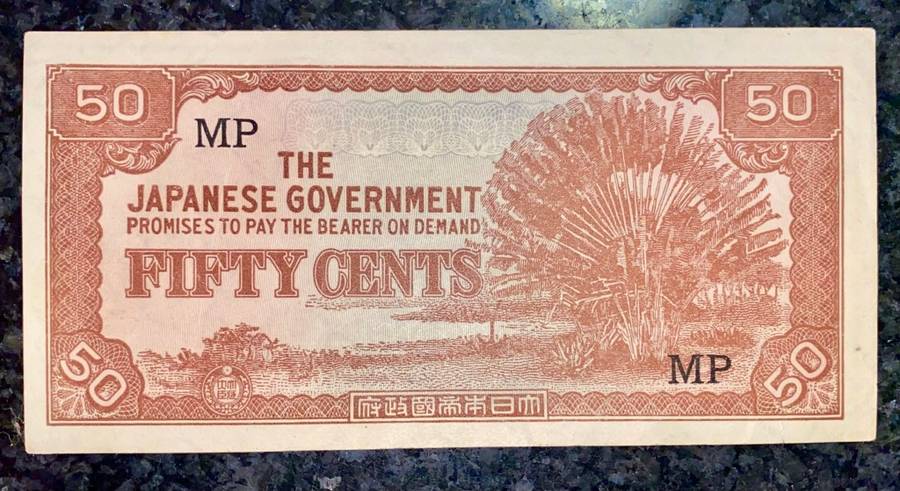 50
50
MP
THE
JAPANESE GOVERNMENT
PROMISES TO PAY THE BEARER ON DEMAND
FIFTY CENTS
MP
50
50
大日本帝國政府